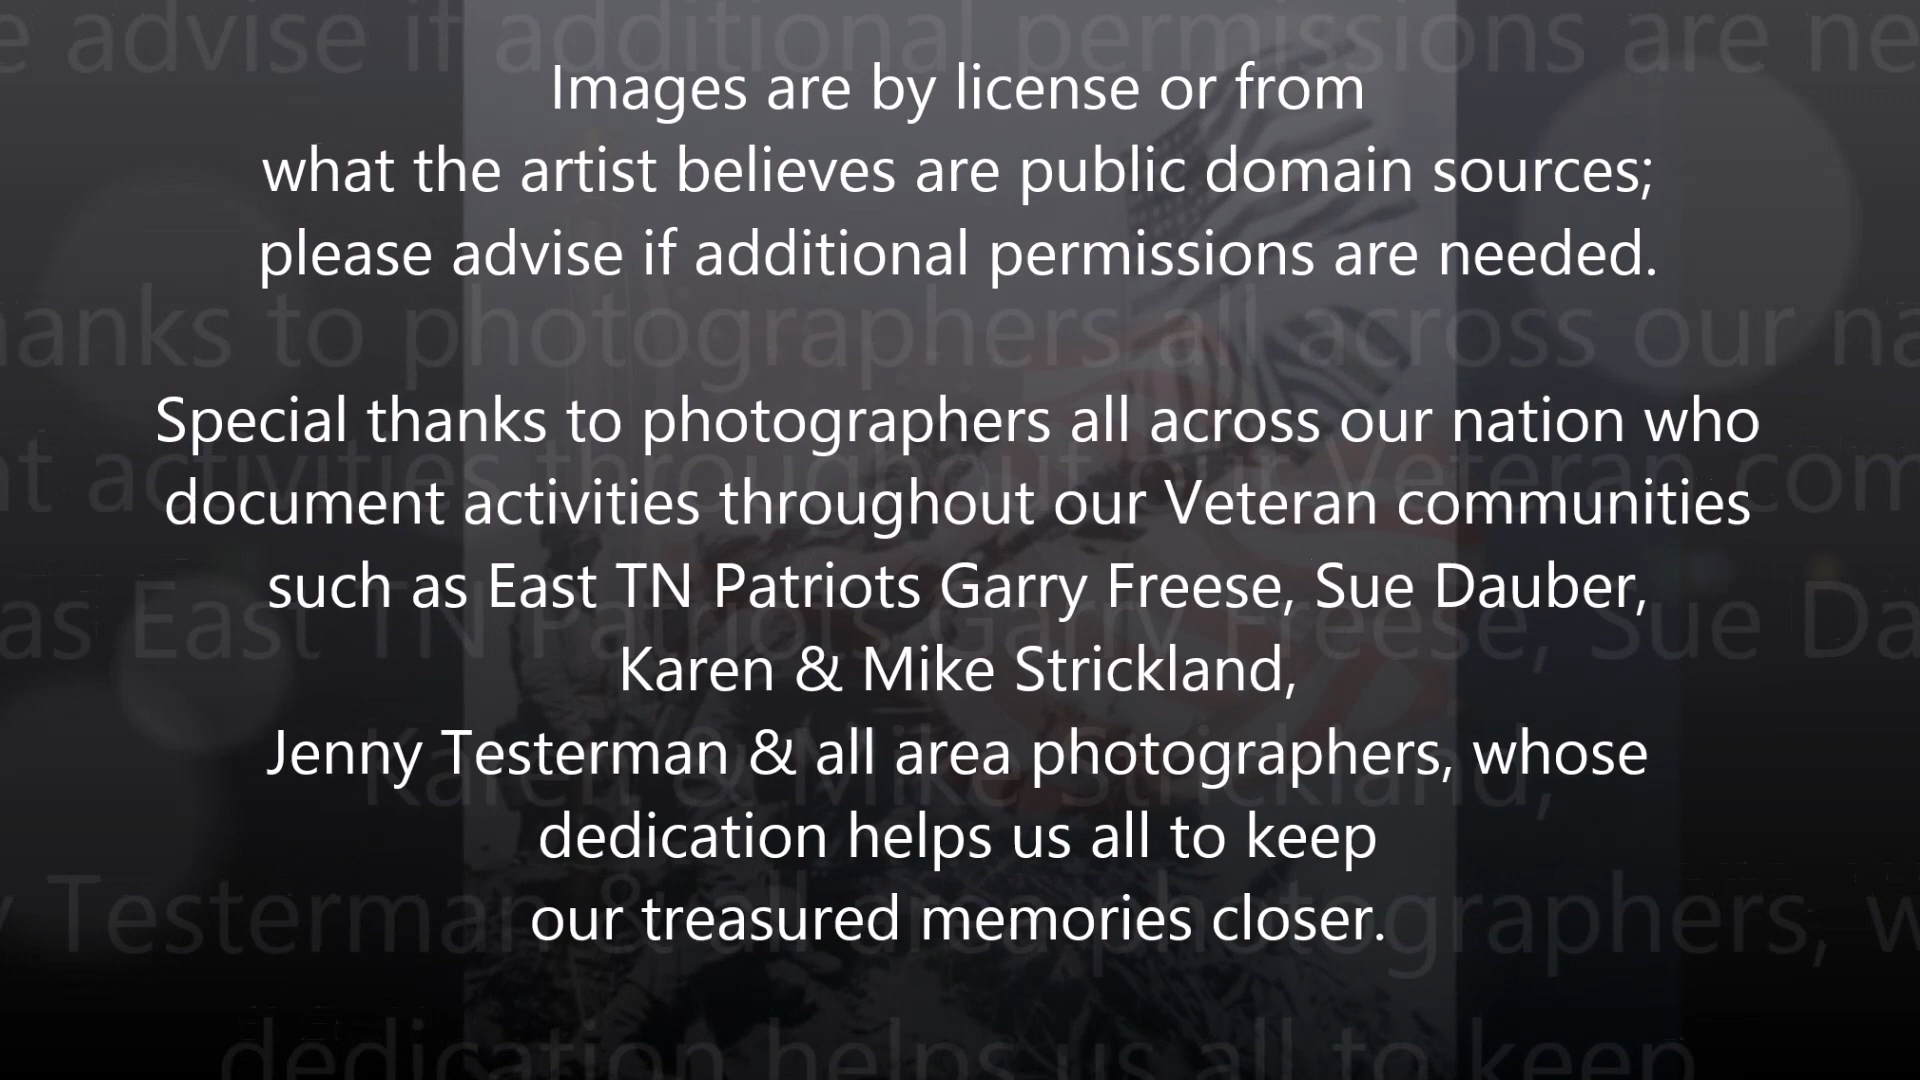 Images are by license or from
what the artist believes are public domain sources;
please advise if additional permissions are needed.
Special thanks to photographers all across our nation who
document activities throughout our Veteran communities
such as East TN Patriots Garry Freese, Sue Dauber,
Karen & Mike Strickland,
Jenny Testerman & all area photographers, whose
dedication helps us all to keep
our treasured memories closer.